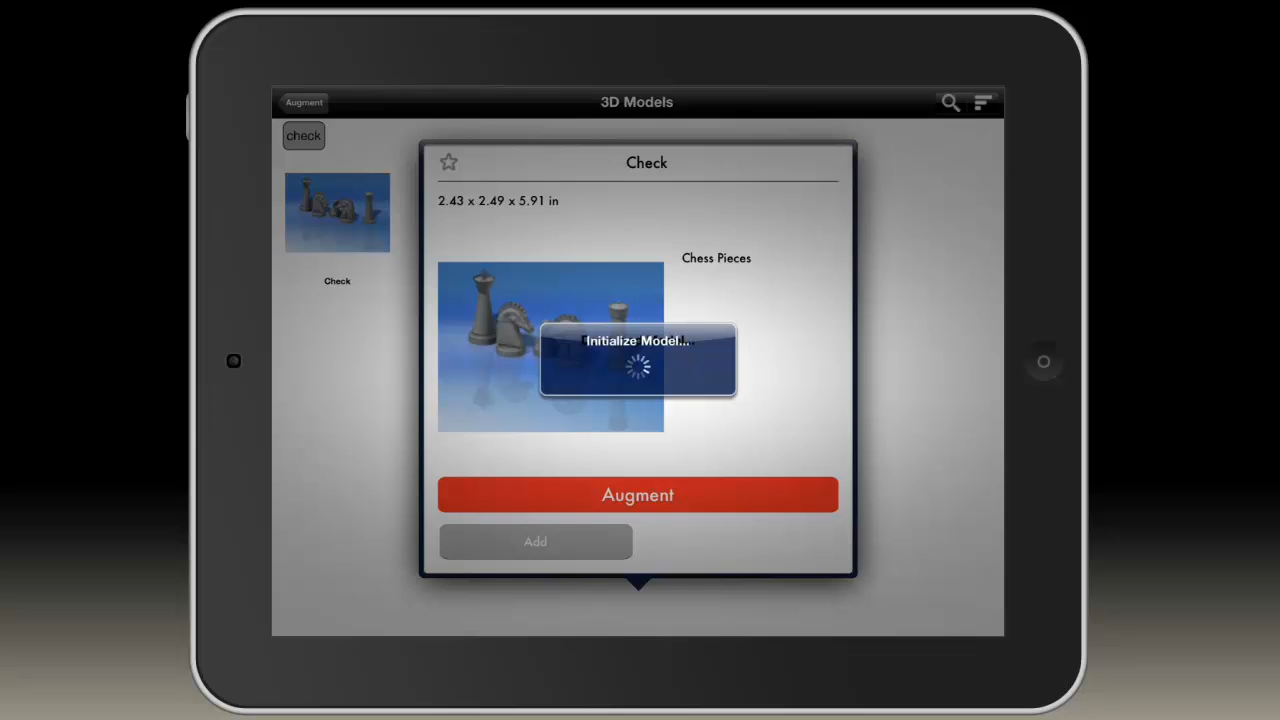 Augment
3D Models
check
Check
Check
2.43 x 2.49 x 5.91 in
Chess Pieces
Initialize Model...
Augment
Add